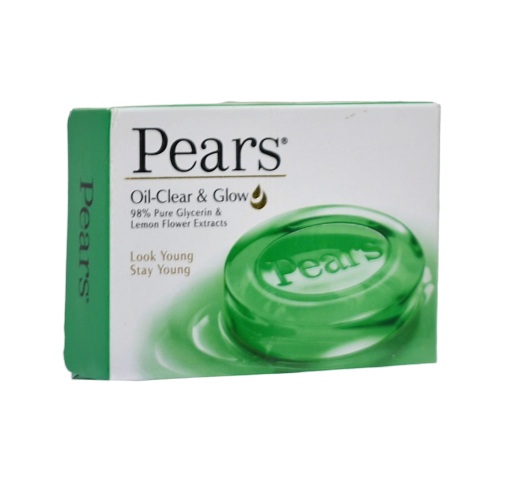 Pears®
Oil-Clear & Glow
98% Pure Glycerin &
Lemon Flower Extracts
Look Young
Stay Young
Pears
Pears®